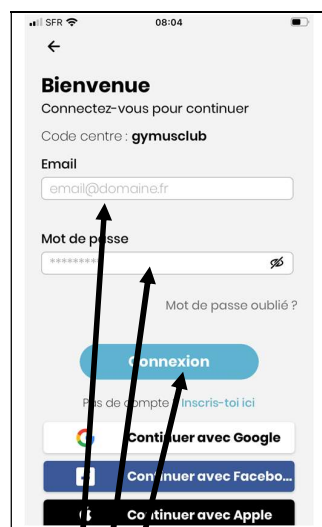 SFR 08:04
Bienvenue
Connectez-vous pour continuer
Code centre : gymusclub
Email
email@domaine.fr
Mot de passe
*********
Mot de passe oublié ?
Connexion
Pas de compte ? Inscris-toi ici
Continuer avec Google
Continuer avec Facebo...
Continuer avec Apple